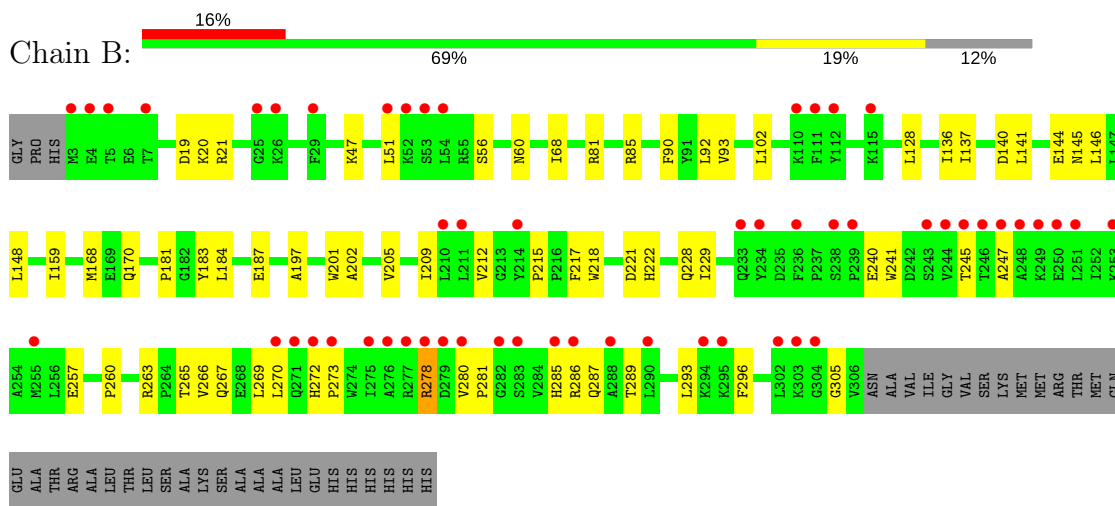 16%
Chain B:
69% 19% 12%
GLY PRO HIS M3 E4 T5 E6 T7 D19 K20 R21 G25 K26 F29 K47 L51 K52 S53 L54 R55 S56 N60 I68 R81 R85 F90 Y91 L92 V93 L102 K110 F111 Y112 K115 L128 I136 I137 D140 L141 E144 N145 L146 L147
L148 I159 M168 E169 Q170 P181 G182 Y183 L184 E187 A197 W201 A202 V205 I209 L210 L211 V212 G213 Y214 P215 P216 F217 W218 D221 H222 Q228 I229 Q233 Y234 D235 F236 P237 S238 P239 E240 W241 D242 S243 V244 T245 T246 A247 A248 K249 E250 L251 I252 K253
A254 M255 L256 E257 P260 R263 P264 T265 V266 Q267 E268 L269 L270 Q271 H272 P273 W274 I275 A276 R277 R278 D279 V280 P281 G282 S283 V284 H285 R286 Q287 A288 T289 L290 L293 K294 K295 F296 L302 K303 G304 G305 V306 ASN ALA VAL ILE GLY VAL SER LYS MET MET ARG THR MET GLN
GLU ALA THR ARG ALA LEU THR LEU SER ALA LYS SER ALA ALA ALA LEU GLU HIS HIS HIS HIS HIS HIS